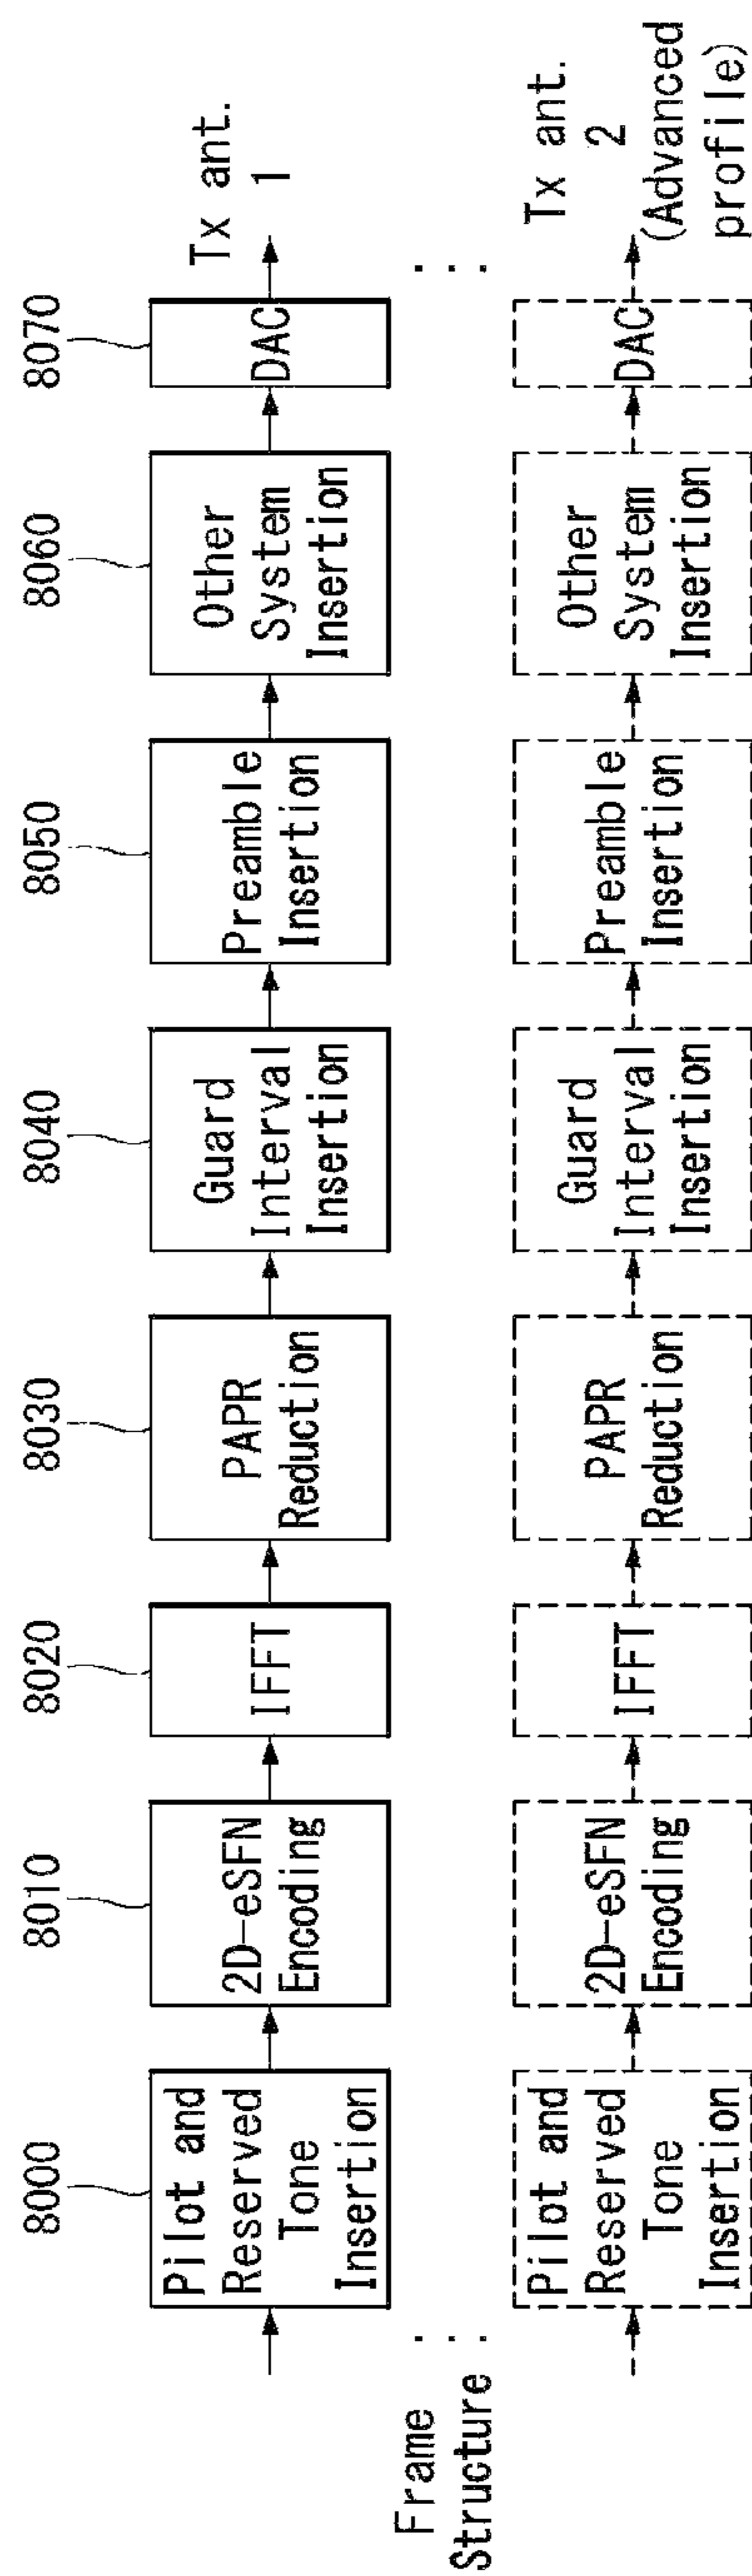 8000
8010
8020
8030
8040
8050
8060
8070
Frame
Structure
Pilot and
Reserved
Tone
Insertion
2D-eSFN
Encoding
IFFT
PAPR
Reduction
Guard
Interval
Insertion
Preamble
Insertion
Other
System
Insertion
DAC
Tx ant.
1
Pilot and
Reserved
Tone
Insertion
2D-eSFN
Encoding
IFFT
PAPR
Reduction
Guard
Interval
Insertion
Preamble
Insertion
Other
System
Insertion
DAC
Tx ant.
2
(Advanced
profile)